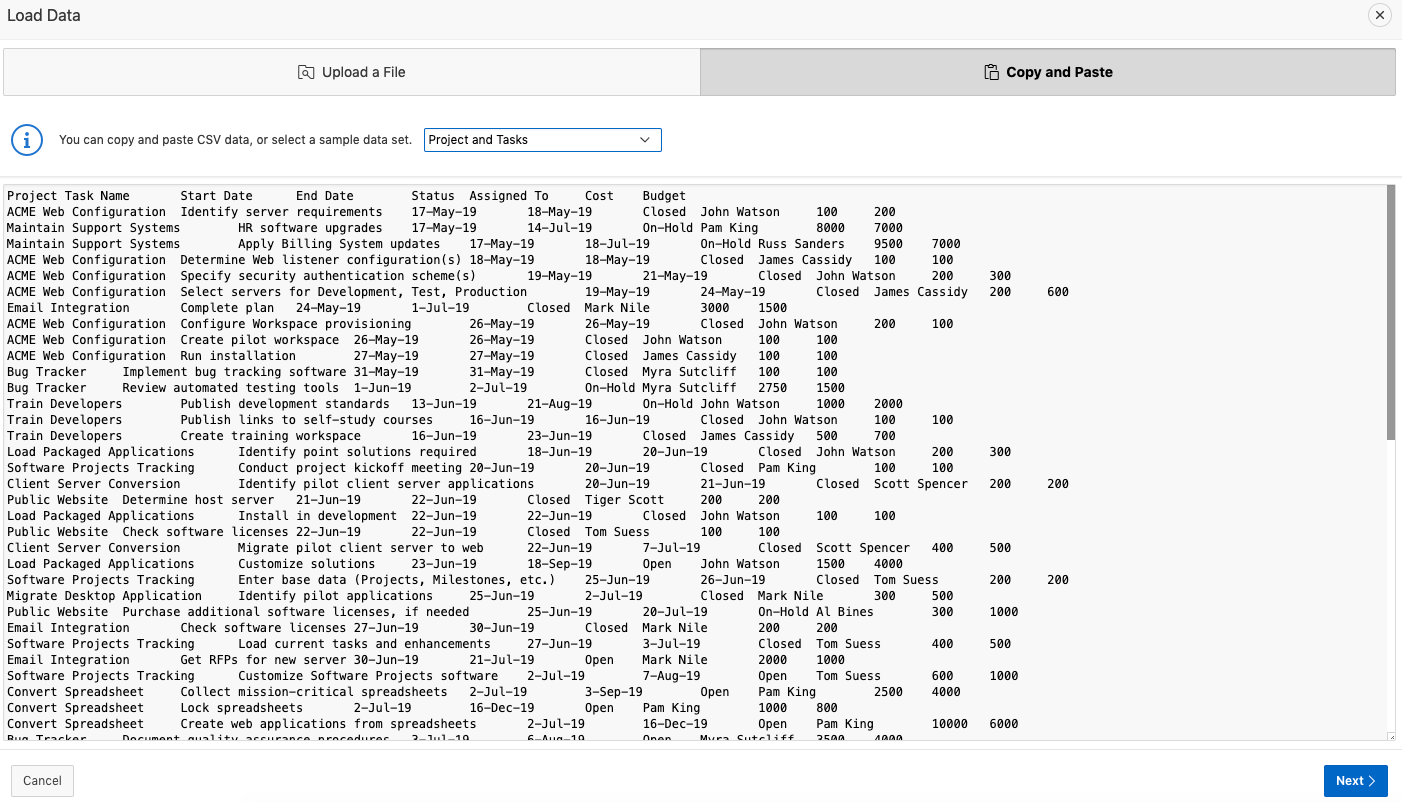 Load Data
Upload a File
Copy and Paste
You can copy and paste CSV data, or select a sample data set. Project and Tasks
Project Task Name Start Date End Date Status Assigned To Cost Budget
ACME Web Configuration Identify server requirements 17-May-19 18-May-19 Closed John Watson 100 200
Maintain Support Systems HR software upgrades 17-May-19 14-Jul-19 On-Hold Pam King 8000 7000
Maintain Support Systems Apply Billing System updates 17-May-19 18-Jul-19 On-Hold Russ Sanders 9500 7000
ACME Web Configuration Determine Web listener configuration(s) 18-May-19 18-May-19 Closed James Cassidy 100 100
ACME Web Configuration Specify security authentication scheme(s) 19-May-19 21-May-19 Closed John Watson 200 300
ACME Web Configuration Select servers for Development, Test, Production 19-May-19 24-May-19 Closed James Cassidy 200 600
Email Integration Complete plan 24-May-19 1-Jul-19 Closed Mark Nile 3000 1500
ACME Web Configuration Configure Workspace provisioning 26-May-19 26-May-19 Closed John Watson 200 100
ACME Web Configuration Create pilot workspace 26-May-19 26-May-19 Closed John Watson 100 100
ACME Web Configuration Run installation 27-May-19 27-May-19 Closed James Cassidy 100 100
Bug Tracker Implement bug tracking software 31-May-19 31-May-19 Closed Myra Sutcliff 100 100
Bug Tracker Review automated testing tools 1-Jun-19 2-Jul-19 On-Hold Myra Sutcliff 2750 1500
Train Developers Publish development standards 13-Jun-19 21-Aug-19 On-Hold John Watson 1000 2000
Train Developers Publish links to self-study courses 16-Jun-19 16-Jun-19 Closed John Watson 100 100
Train Developers Create training workspace 16-Jun-19 23-Jun-19 Closed James Cassidy 500 700
Load Packaged Applications Identify point solutions required 18-Jun-19 20-Jun-19 Closed John Watson 200 300
Software Projects Tracking Conduct project kickoff meeting 20-Jun-19 20-Jun-19 Closed Pam King 100 100
Client Server Conversion Identify pilot client server applications 20-Jun-19 21-Jun-19 Closed Scott Spencer 200 200
Public Website Determine host server 21-Jun-19 22-Jun-19 Closed Tiger Scott 200 200
Load Packaged Applications Install in development 22-Jun-19 22-Jun-19 Closed John Watson 100 100
Public Website Check software licenses 22-Jun-19 22-Jun-19 Closed Tom Suess 100 100
Client Server Conversion Migrate pilot client server to web 22-Jun-19 7-Jul-19 Closed Scott Spencer 400 500
Load Packaged Applications Customize solutions 23-Jun-19 18-Sep-19 Open John Watson 1500 4000
Software Projects Tracking Enter base data (Projects, Milestones, etc.) 25-Jun-19 26-Jun-19 Closed Tom Suess 200 200
Migrate Desktop Application Identify pilot applications 25-Jun-19 2-Jul-19 Closed Mark Nile 300 500
Public Website Purchase additional software licenses, if needed 25-Jun-19 20-Jul-19 On-Hold Al Bines 300 1000
Email Integration Check software licenses 27-Jun-19 30-Jun-19 Closed Mark Nile 200 200
Software Projects Tracking Load current tasks and enhancements 27-Jun-19 3-Jul-19 Closed Tom Suess 400 500
Email Integration Get RFPs for new server 30-Jun-19 21-Jul-19 Open Mark Nile 2000 1000
Software Projects Tracking Customize Software Projects software 2-Jul-19 7-Aug-19 Open Tom Suess 600 1000
Convert Spreadsheet Collect mission-critical spreadsheets 2-Jul-19 3-Sep-19 Open Pam King 2500 4000
Convert Spreadsheet Lock spreadsheets 2-Jul-19 16-Dec-19 Open Pam King 1000 800
Convert Spreadsheet Create web applications from spreadsheets 2-Jul-19 16-Dec-19 Open Pam King 10000 6000
Bug Tracker Document quality assurance procedures 3-Jul-19 6-Aug-19 Open Myra Sutcliff 3500 4000
Cancel
Next